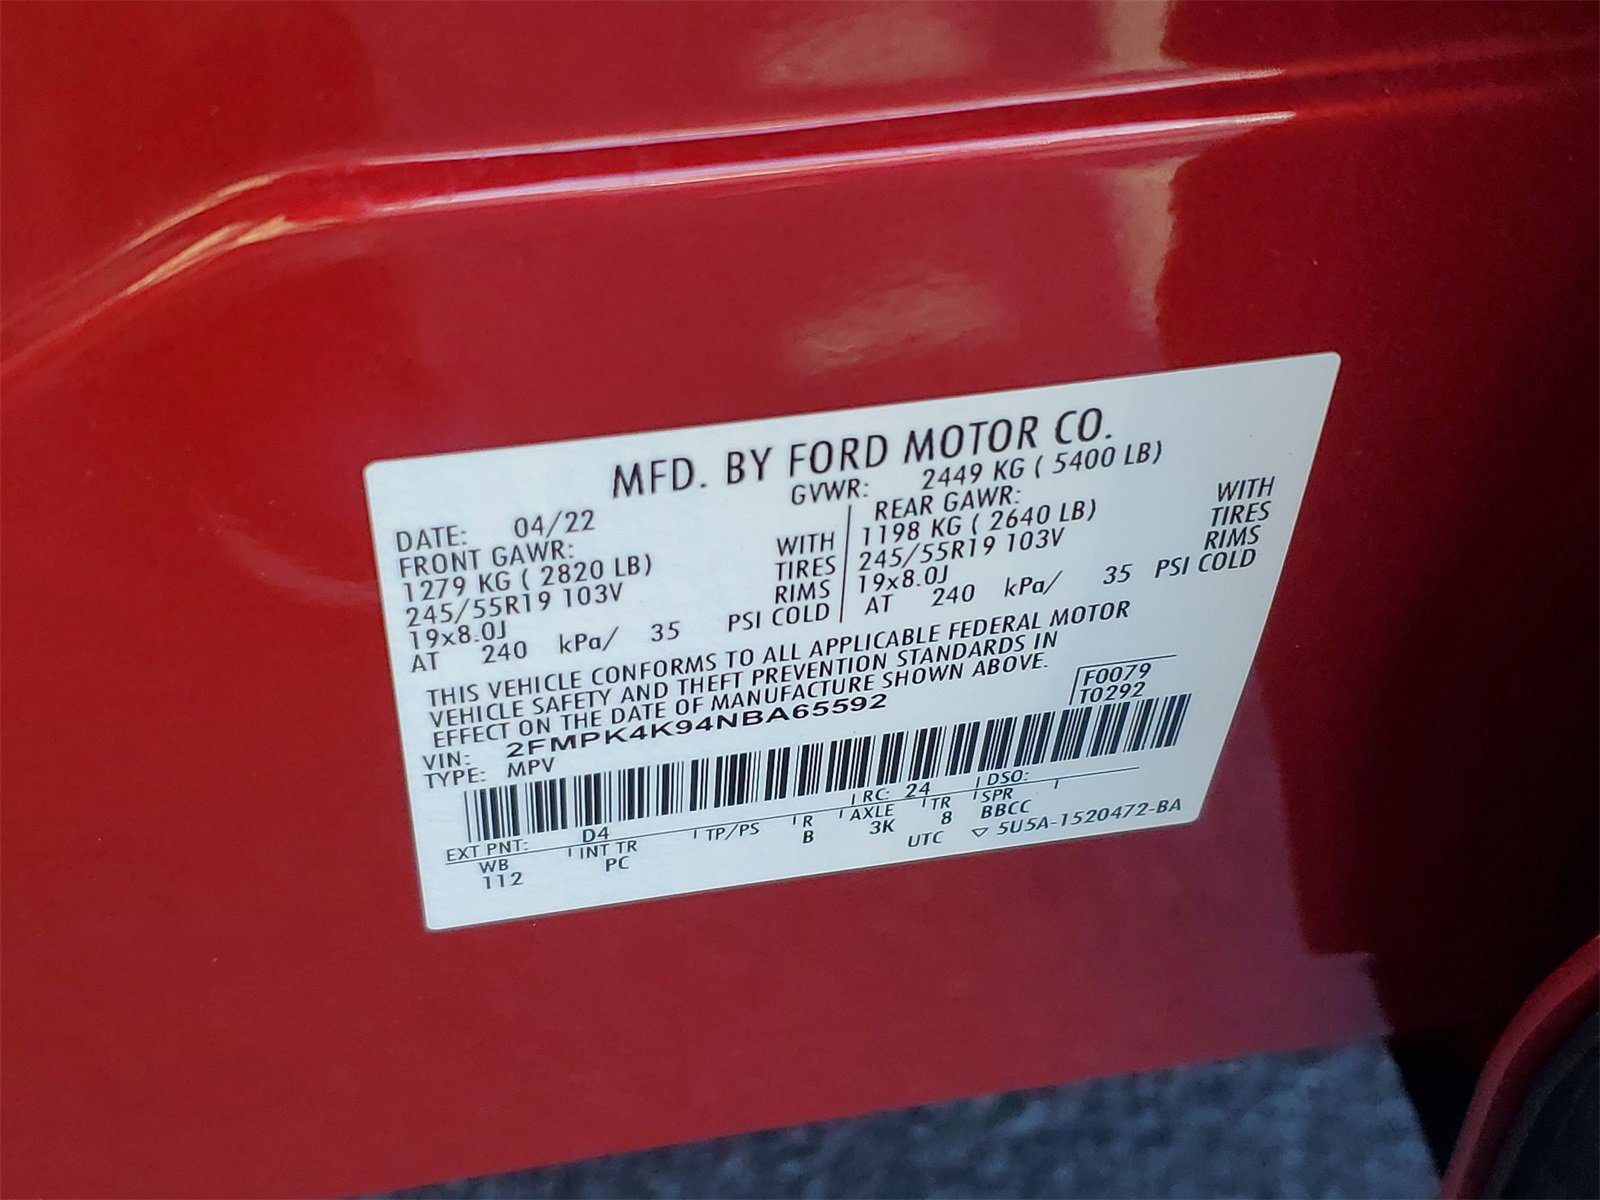 MFD. BY FORD MOTOR CO.
DATE: 04/22 GVWR: 2449 KG ( 5400 LB)
FRONT GAWR: REAR GAWR:
1279 KG ( 2820 LB) WITH 1198 KG ( 2640 LB) WITH
245/55R19 103V TIRES 245/55R19 103V TIRES
19x8.0J RIMS 19x8.0J RIMS
AT 240 kPa/ 35 PSI COLD AT 240 kPa/ 35 PSI COLD
THIS VEHICLE CONFORMS TO ALL APPLICABLE FEDERAL MOTOR
VEHICLE SAFETY AND THEFT PREVENTION STANDARDS IN
EFFECT ON THE DATE OF MANUFACTURE SHOWN ABOVE.
VIN: 2FMPK4K94NBA65592 F0079
TYPE: MPV T0292
EXT PNT: D4 RC: 24 DSO:
WB INT TR TP/PS R AXLE TR SPR
112 PC B 3K 8 BBCC
UTC ▽ 5U5A-1520472-BA